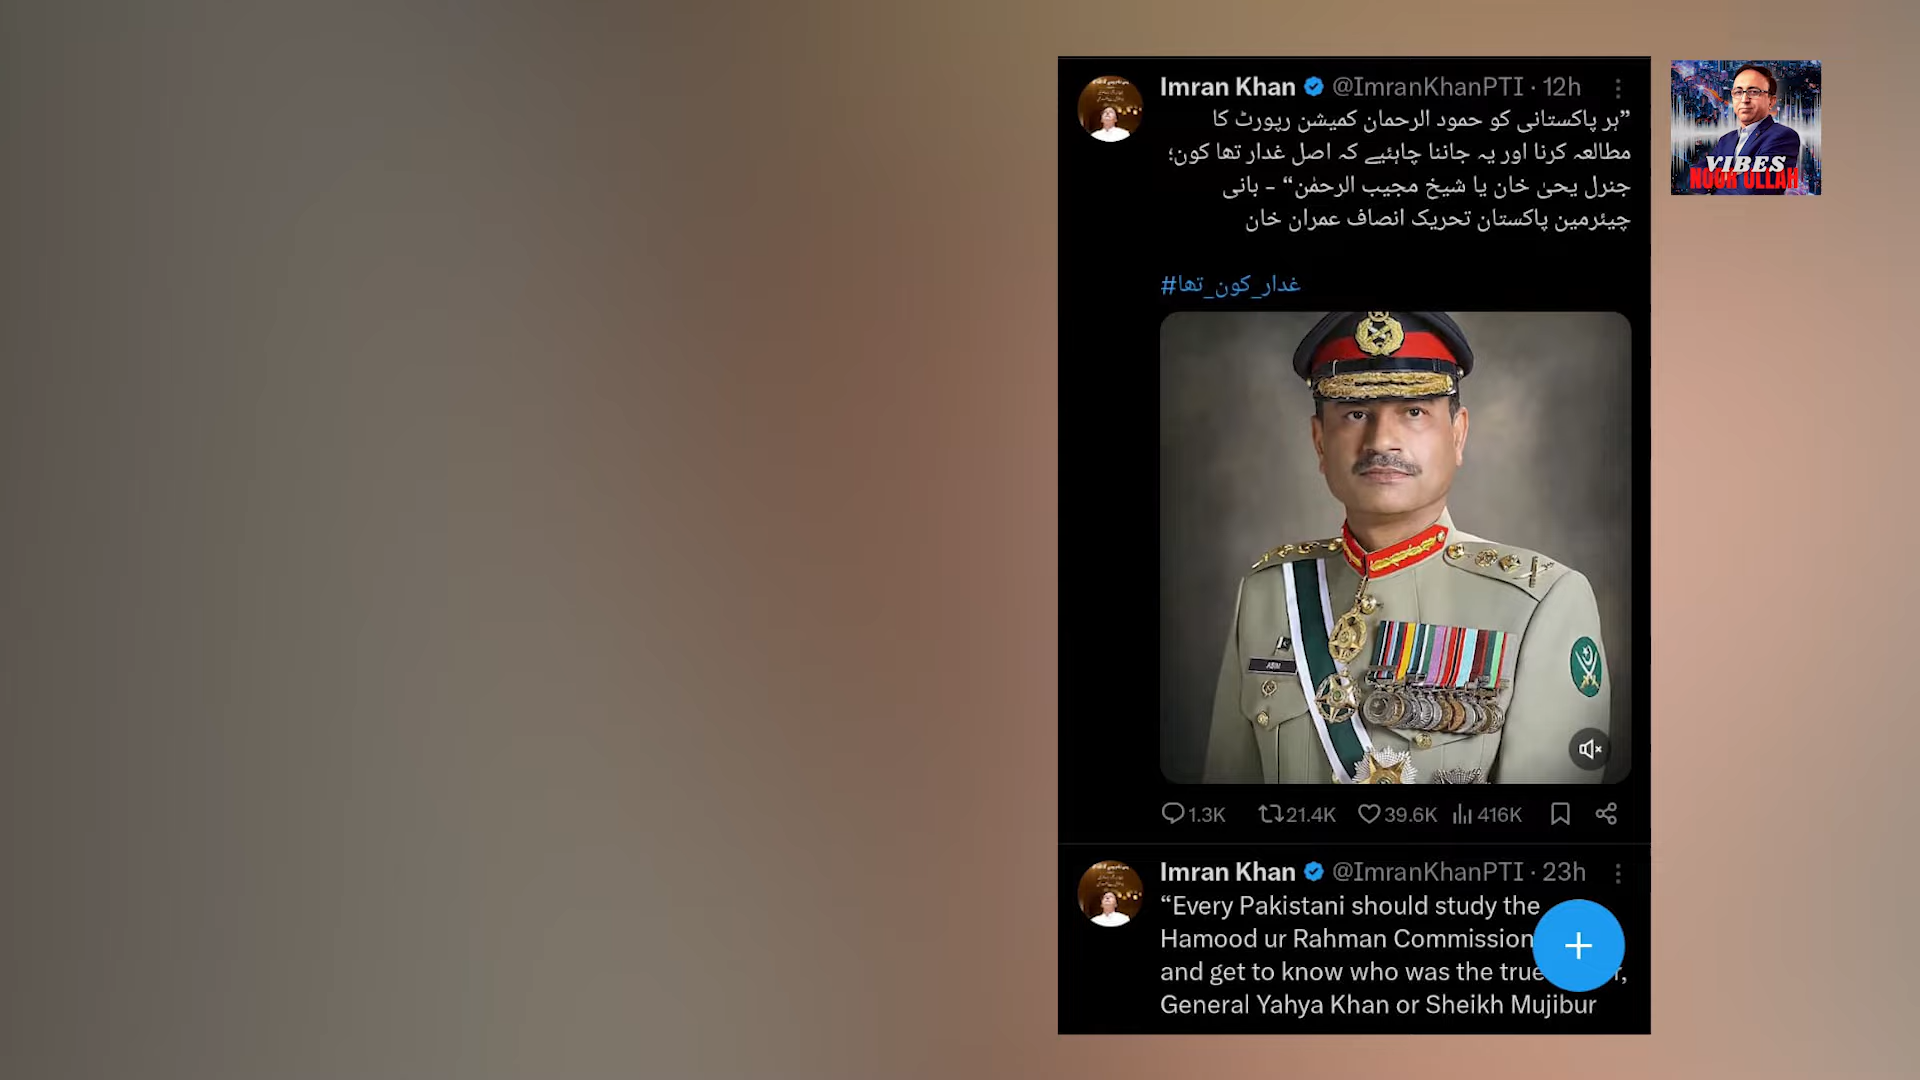 Imran Khan @ImranKhanPTI · 12h
”ہر پاکستانی کو حمود الرحمان کمیشن رپورٹ کا
مطالعہ کرنا اور یہ جاننا چاہئیے کہ اصل غدار تھا کون؛
جنرل یحیٰ خان یا شیخ مجیب الرحمٰن“ - بانی
چیئرمین پاکستان تحریک انصاف عمران خان
#غدار_کون_تھا
1.3K 21.4K 39.6K 416K
Imran Khan @ImranKhanPTI · 23h
“Every Pakistani should study the
Hamood ur Rahman Commission
and get to know who was the true
General Yahya Khan or Sheikh Mujibur
VIBES
NOOR ULLAH